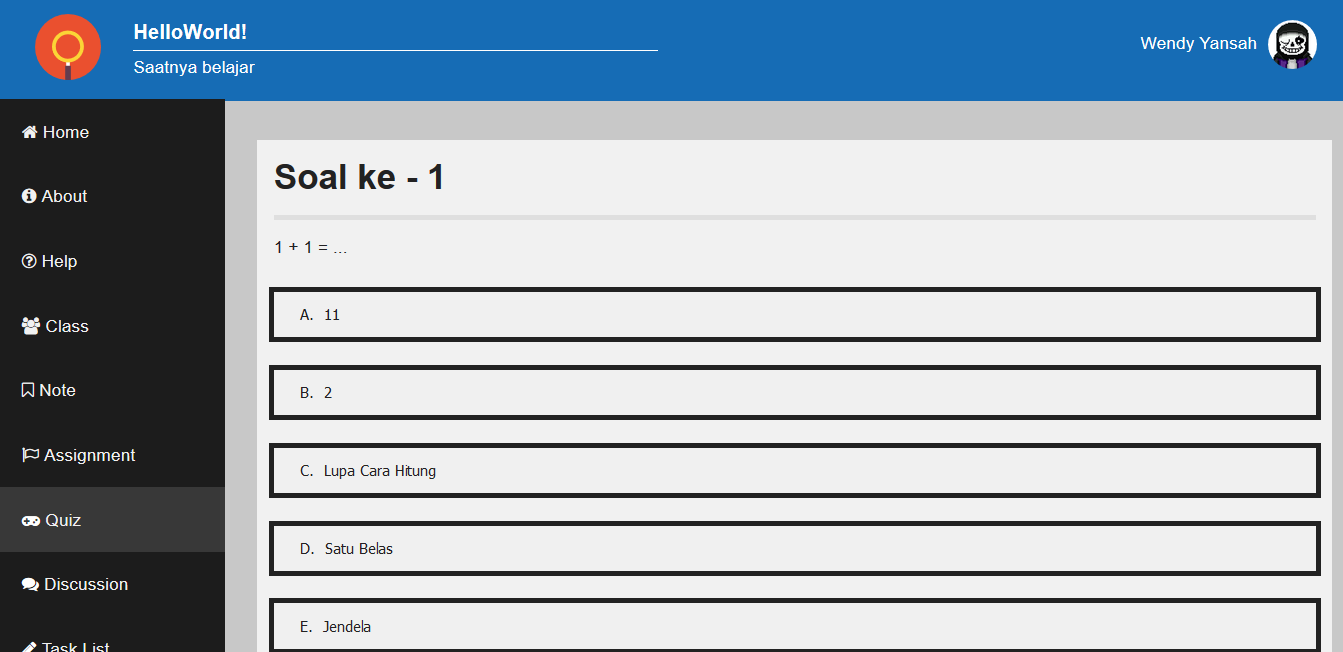 HelloWorld!
Saatnya belajar
Wendy Yansah
Home
About
Help
Class
Note
Assignment
Quiz
Discussion
Task List
Soal ke - 1
1 + 1 = ...
A. 11
B. 2
C. Lupa Cara Hitung
D. Satu Belas
E. Jendela